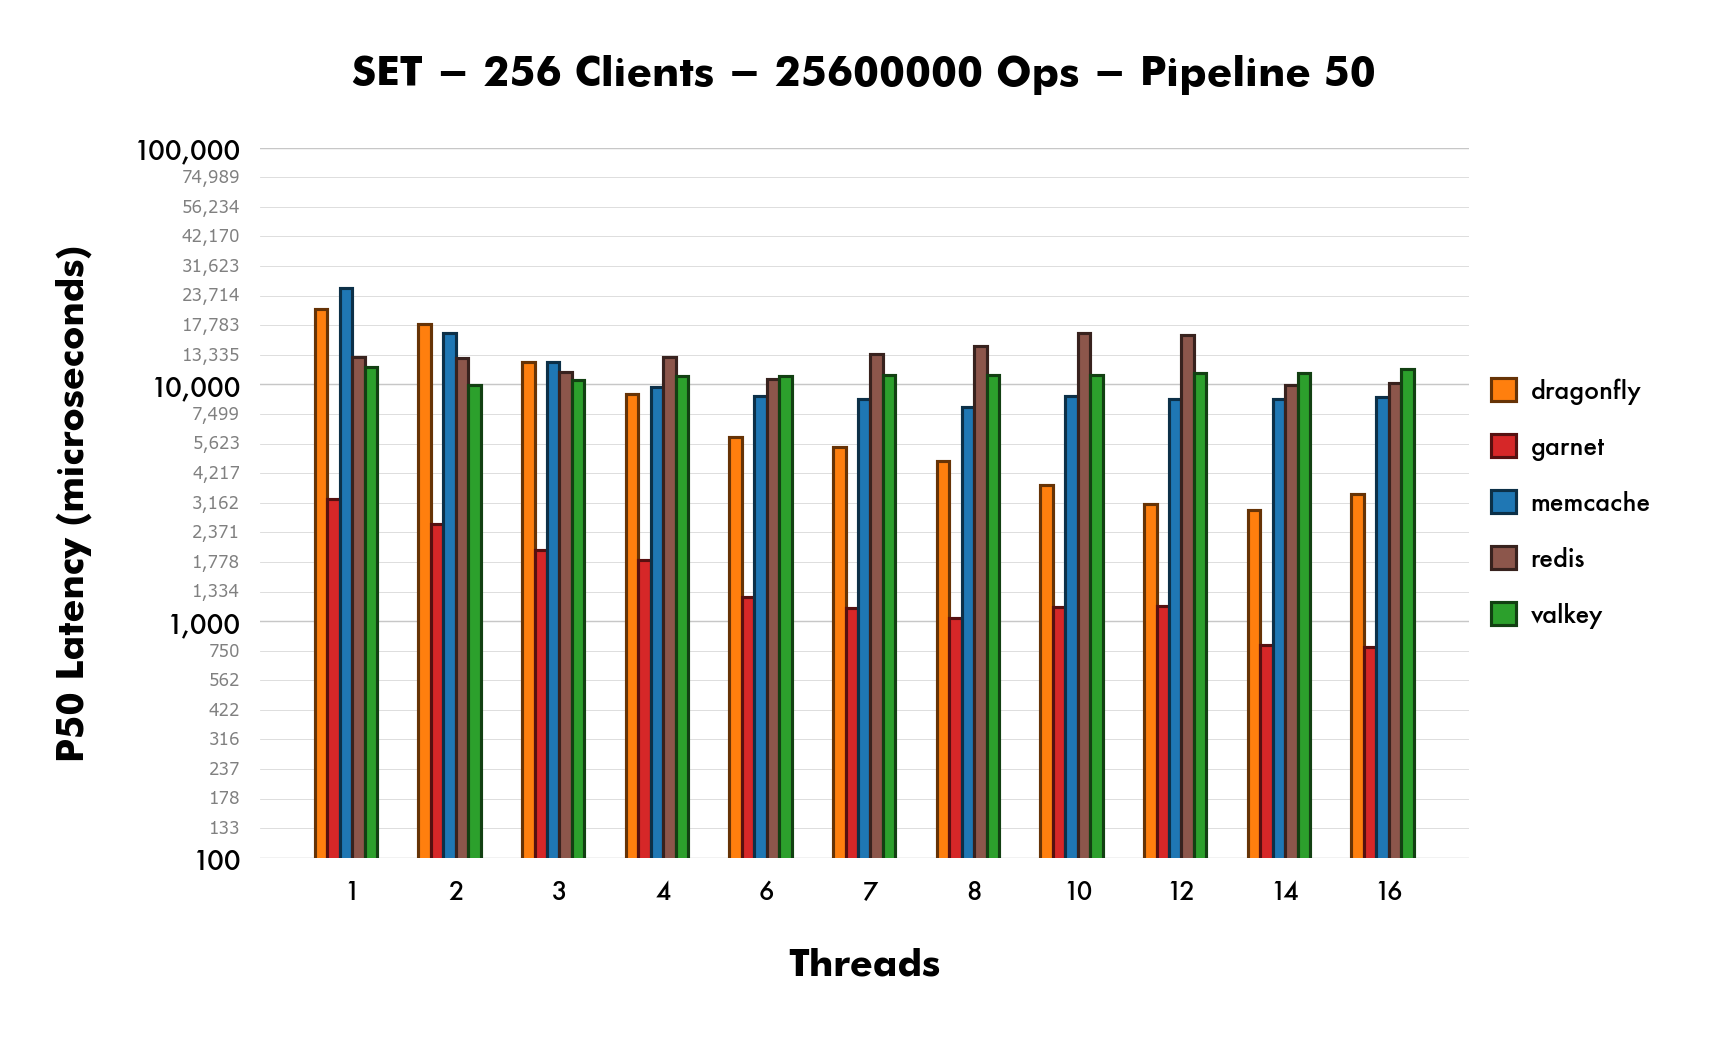 SET – 256 Clients – 25600000 Ops – Pipeline 50
P50 Latency (microseconds)
100,000
74,989
56,234
42,170
31,623
23,714
17,783
13,335
10,000
7,499
5,623
4,217
3,162
2,371
1,778
1,334
1,000
750
562
422
316
237
178
133
100
1 2 3 4 6 7 8 10 12 14 16
Threads
dragonfly
garnet
memcache
redis
valkey